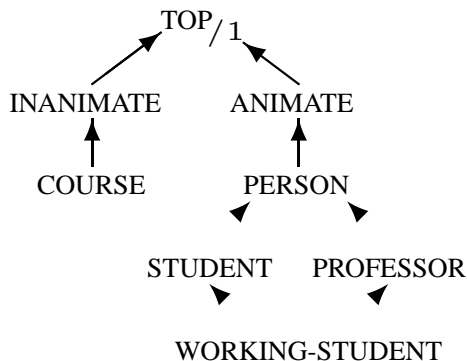 TOP/1
INANIMATE ANIMATE
COURSE PERSON
STUDENT PROFESSOR
WORKING-STUDENT